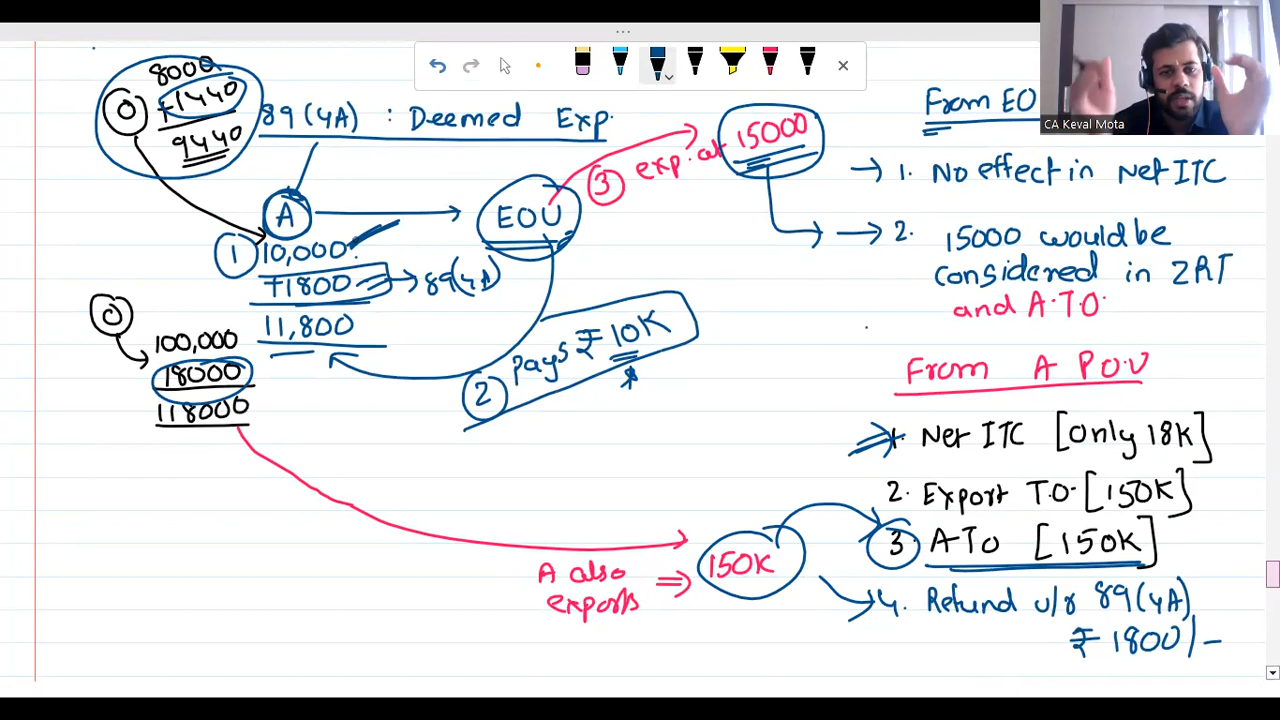 8000
+1440
9440
89(4A) : Deemed Exp.
A
EOU
③ exp. at 15000
① 10,000
+1800 → 89(4A)
11,800
② Pays ₹ 10K
100,000
18000
118000
A also
exports
⇒ 150K
CA Keval Mota
From EO
→ 1. No effect in Net ITC
→ 2. 15000 would be
considered in ZRT
and A.T.O.
From A P.O.V
1. Net ITC [Only 18K]
2. Export T.O. [150K]
3. ATO [150K]
4. Refund u/r 89(4A)
₹ 1800/-